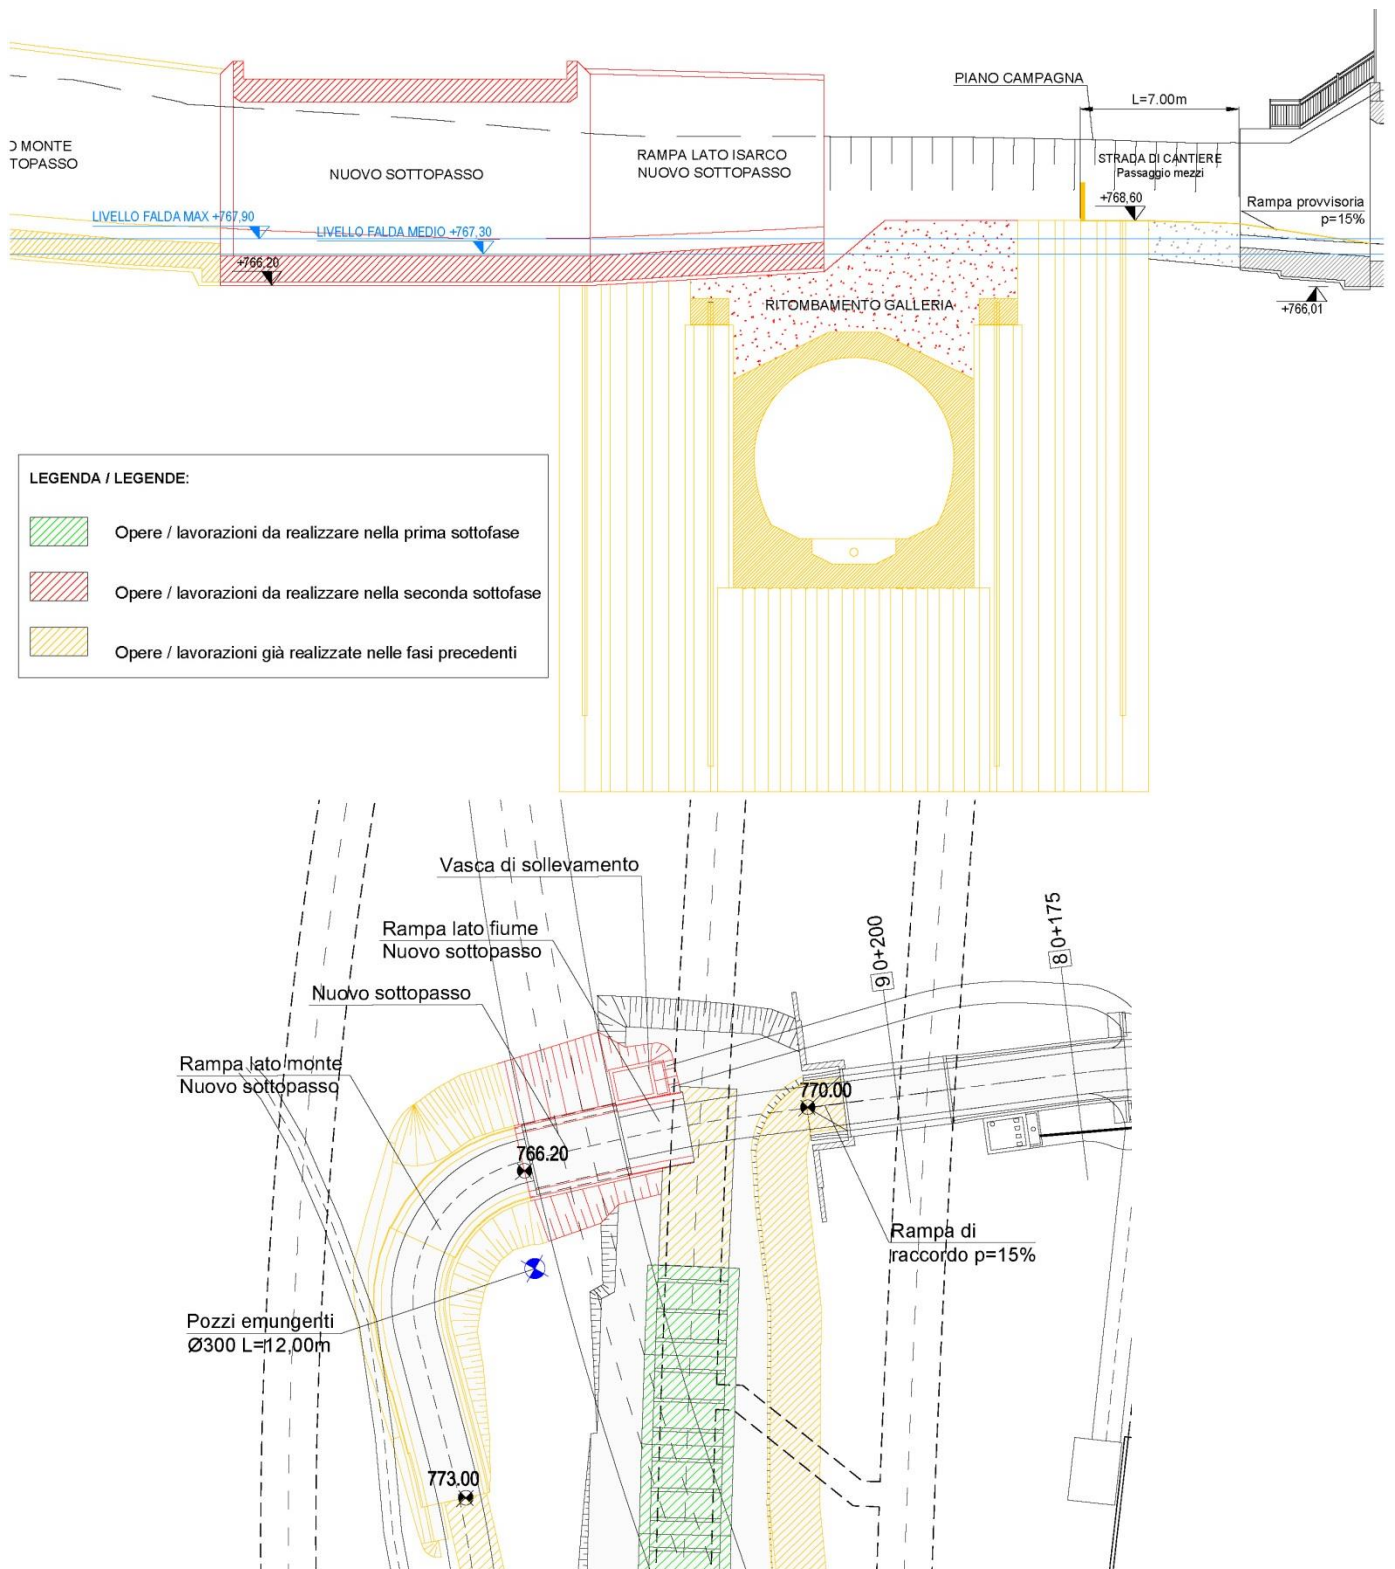 PIANO CAMPAGNA
L=7.00m
O MONTE
TOPASSO
NUOVO SOTTOPASSO
RAMPA LATO ISARCO
NUOVO SOTTOPASSO
STRADA DI CANTIERE
Passaggio mezzi
+768,60
Rampa provvisoria
p=15%
LIVELLO FALDA MAX +767,90
LIVELLO FALDA MEDIO +767,30
+766,20
RITOMBAMENTO GALLERIA
+766,01
LEGENDA / LEGENDE:
Opere / lavorazioni da realizzare nella prima sottofase
Opere / lavorazioni da realizzare nella seconda sottofase
Opere / lavorazioni già realizzate nelle fasi precedenti
Vasca di sollevamento
Rampa lato fiume
Nuovo sottopasso
Nuovo sottopasso
Rampa lato monte
Nuovo sottopasso
9 0+200
8 0+175
770.00
766.20
Rampa di
raccordo p=15%
Pozzi emungenti
Ø300 L=12,00m
773.00